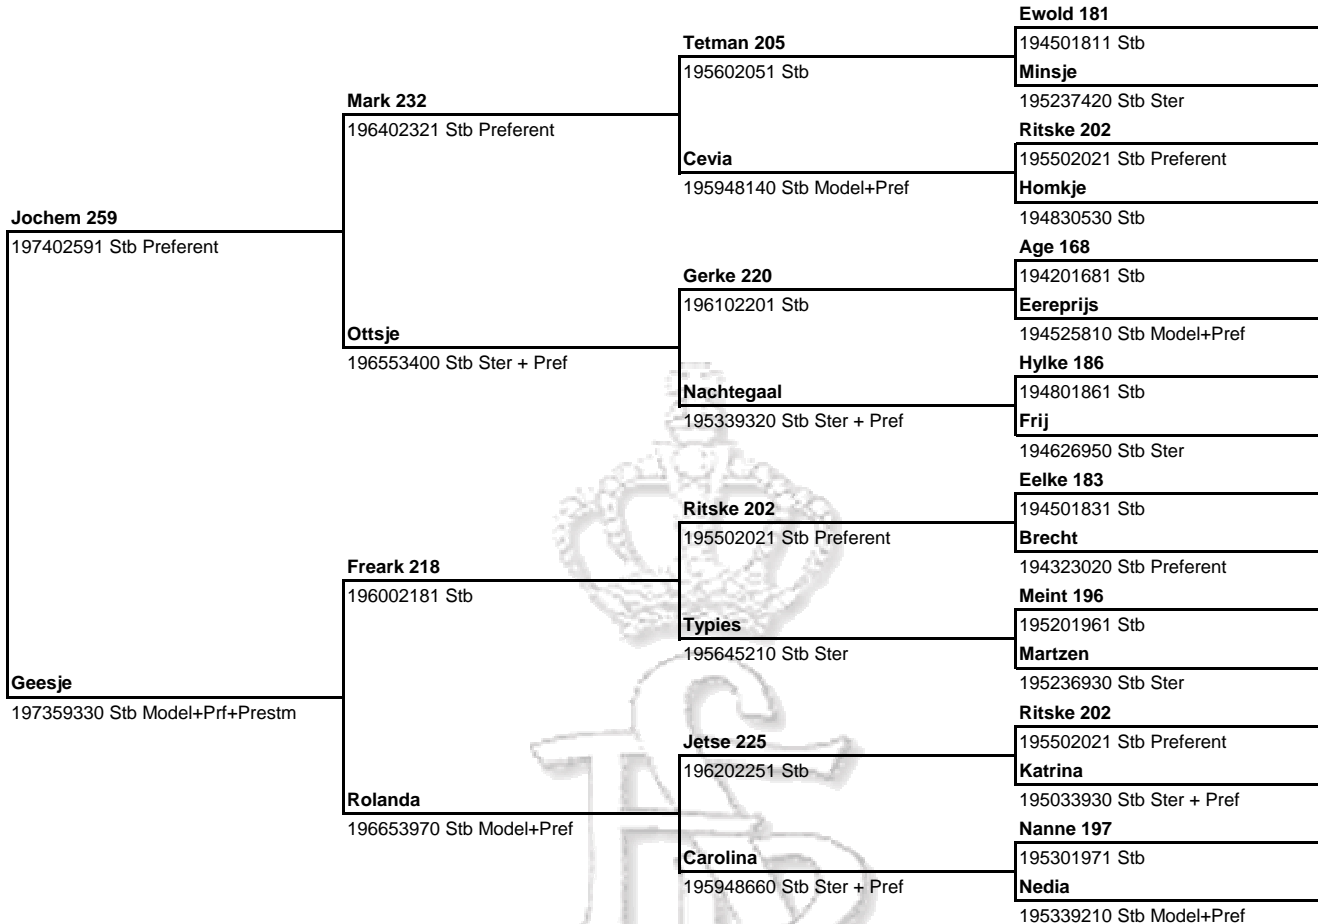 Ewold 181
Tetman 205
194501811 Stb
195602051 Stb
Minsje
Mark 232
195237420 Stb Ster
196402321 Stb Preferent
Ritske 202
Cevia
195502021 Stb Preferent
195948140 Stb Model+Pref
Homkje
Jochem 259
194830530 Stb
197402591 Stb Preferent
Age 168
Gerke 220
194201681 Stb
196102201 Stb
Eereprijs
Ottsje
194525810 Stb Model+Pref
196553400 Stb Ster + Pref
Hylke 186
Nachtegaal
194801861 Stb
195339320 Stb Ster + Pref
Frij
194626950 Stb Ster
Eelke 183
Ritske 202
194501831 Stb
195502021 Stb Preferent
Brecht
Freark 218
194323020 Stb Preferent
196002181 Stb
Meint 196
Typies
195201961 Stb
195645210 Stb Ster
Martzen
Geesje
195236930 Stb Ster
197359330 Stb Model+Prf+Prestm
Ritske 202
Jetse 225
195502021 Stb Preferent
196202251 Stb
Katrina
Rolanda
195033930 Stb Ster + Pref
196653970 Stb Model+Pref
Nanne 197
Carolina
195301971 Stb
195948660 Stb Ster + Pref
Nedia
195339210 Stb Model+Pref